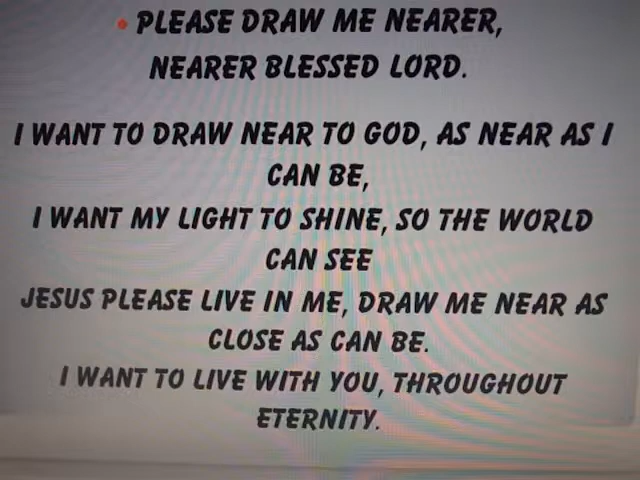 • PLEASE DRAW ME NEARER,
NEARER BLESSED LORD.
I WANT TO DRAW NEAR TO GOD, AS NEAR AS I
CAN BE,
I WANT MY LIGHT TO SHINE, SO THE WORLD
CAN SEE
JESUS PLEASE LIVE IN ME, DRAW ME NEAR AS
CLOSE AS CAN BE.
I WANT TO LIVE WITH YOU, THROUGHOUT
ETERNITY.